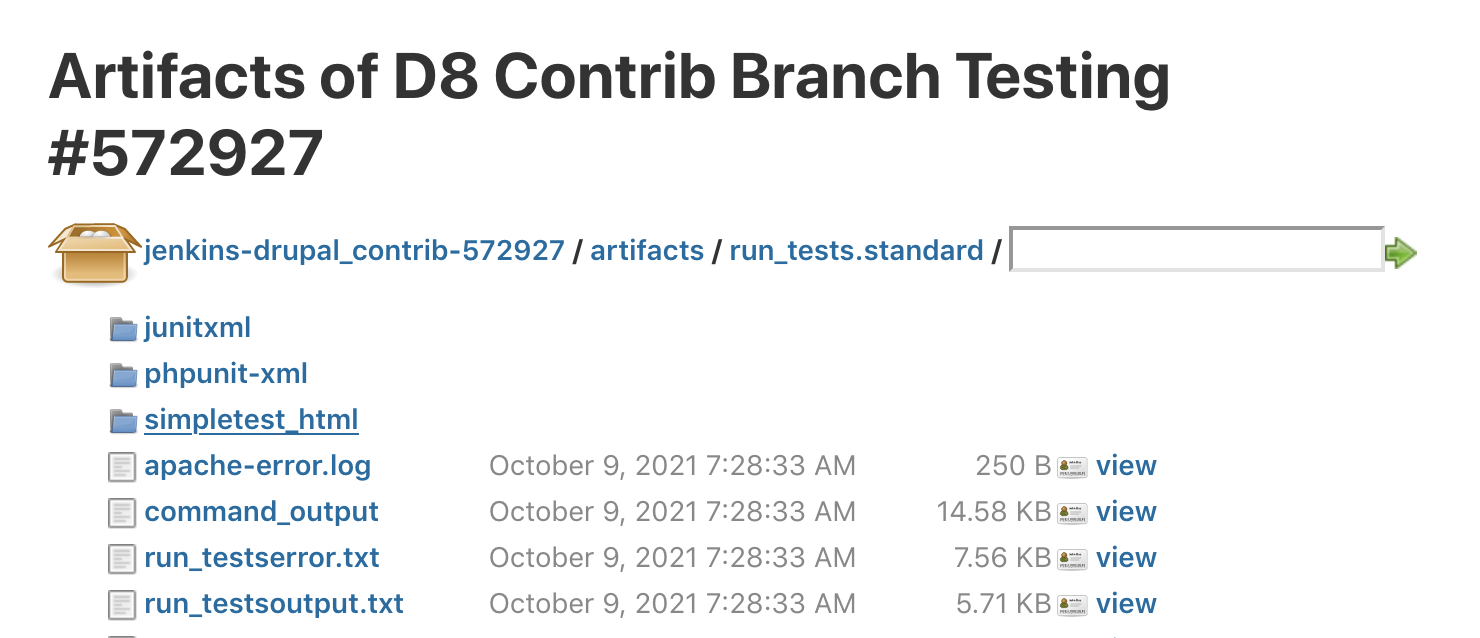 Artifacts of D8 Contrib Branch Testing
#572927
jenkins-drupal_contrib-572927 / artifacts / run_tests.standard /
junitxml
phpunit-xml
simpletest_html
apache-error.log October 9, 2021 7:28:33 AM 250 B view
command_output October 9, 2021 7:28:33 AM 14.58 KB view
run_testserror.txt October 9, 2021 7:28:33 AM 7.56 KB view
run_testsoutput.txt October 9, 2021 7:28:33 AM 5.71 KB view